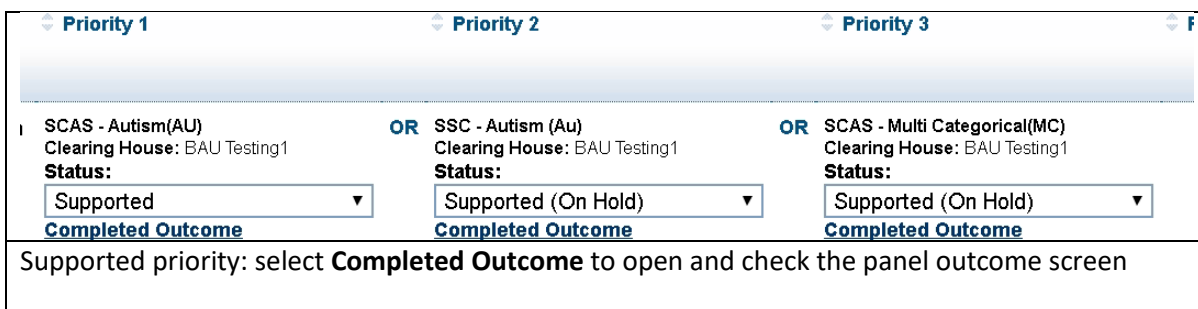 Priority 1 Priority 2 Priority 3
SCAS - Autism(AU) OR SSC - Autism (Au) OR SCAS - Multi Categorical(MC)
Clearing House: BAU Testing1 Clearing House: BAU Testing1 Clearing House: BAU Testing1
Status: Status: Status:
Supported Supported (On Hold) Supported (On Hold)
Completed Outcome Completed Outcome Completed Outcome
Supported priority: select Completed Outcome to open and check the panel outcome screen